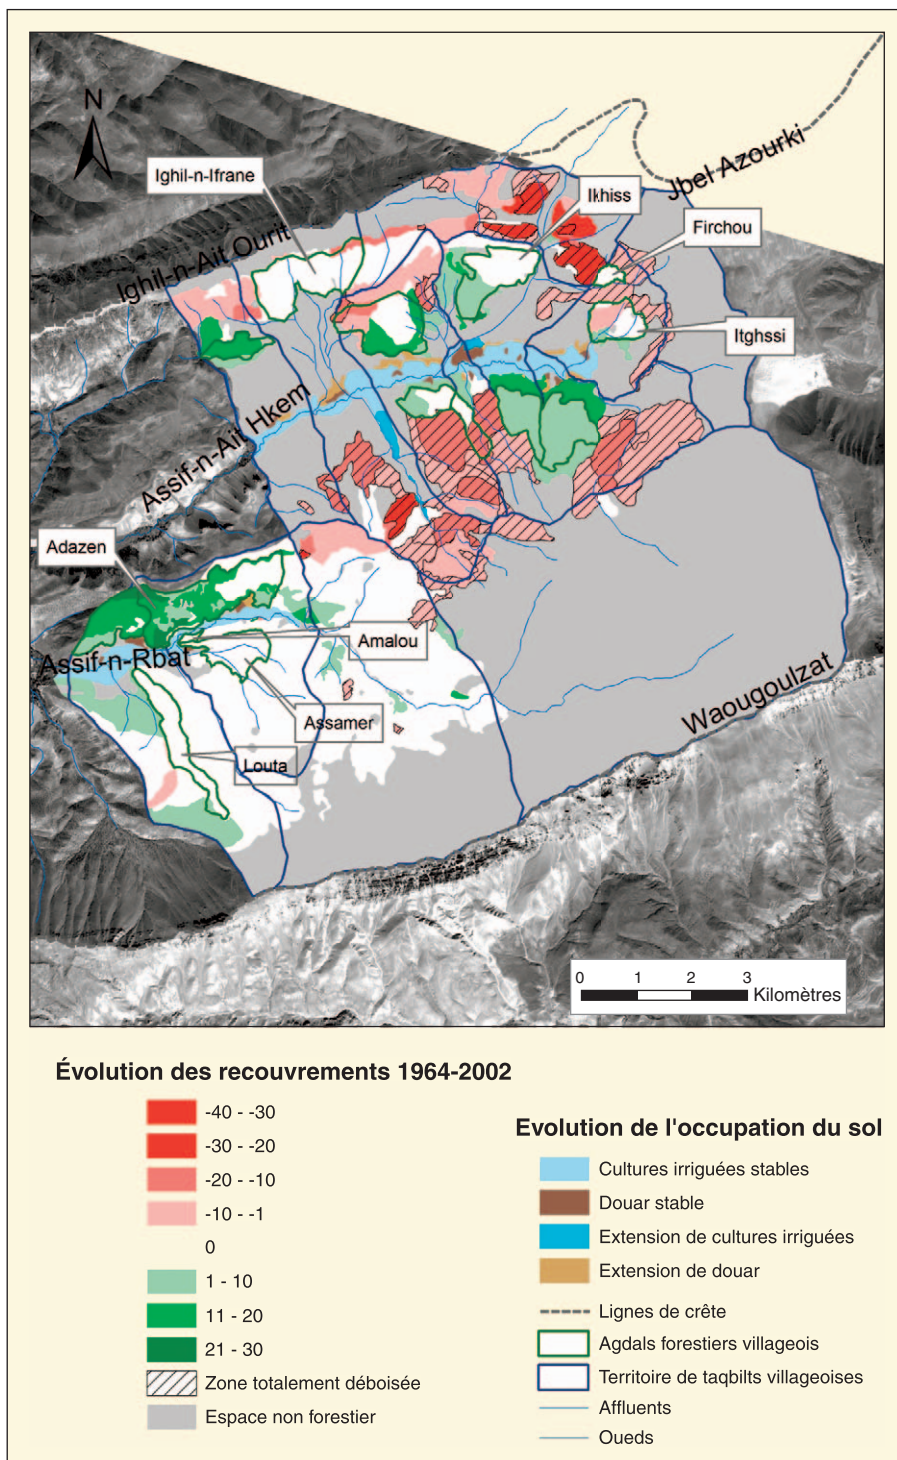 N
Ighil-n-Ifrane
Jbel Azourki
Ikhiss
Firchou
Ighil-n-Ait Ourit
Itghssi
Assif-n-Ait Hkem
Adazen
Amalou
Assif-n-Rbat
Assamer
Waougoulzat
Louta
0 1 2 3
Kilomètres
Évolution des recouvrements 1964-2002
-40 - -30
-30 - -20
-20 - -10
-10 - -1
0
1 - 10
11 - 20
21 - 30
Zone totalement déboisée
Espace non forestier
Evolution de l'occupation du sol
Cultures irriguées stables
Douar stable
Extension de cultures irriguées
Extension de douar
Lignes de crête
Agdals forestiers villageois
Territoire de taqbilts villageoises
Affluents
Oueds